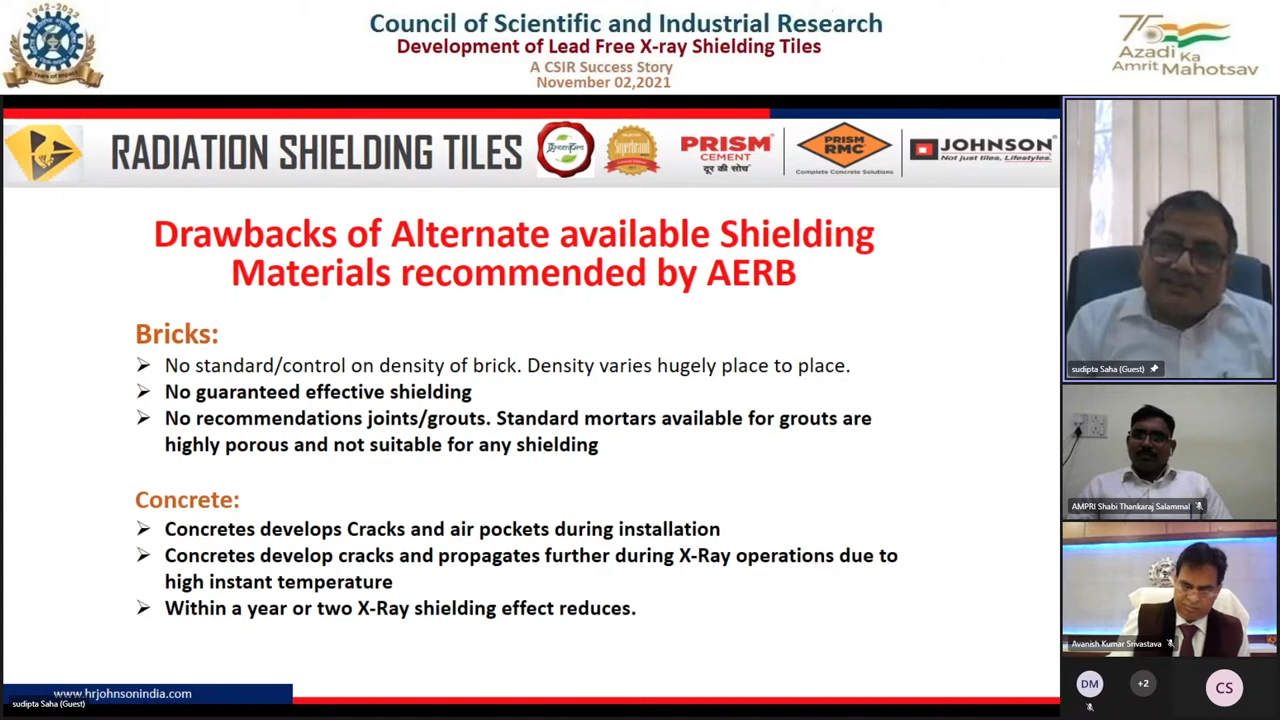 1942-2022
Council of Scientific and Industrial Research
Development of Lead Free X-ray Shielding Tiles
A CSIR Success Story
November 02,2021
75
Azadi Ka
Amrit Mahotsav
RADIATION SHIELDING TILES
Superbrand
PRISM
CEMENT
दूर की सोच
PRISM
RMC
Complete Concrete Solutions
JOHNSON
Not just tiles, Lifestyles.
Drawbacks of Alternate available Shielding
Materials recommended by AERB
Bricks:
No standard/control on density of brick. Density varies hugely place to place.
No guaranteed effective shielding
No recommendations joints/grouts. Standard mortars available for grouts are
highly porous and not suitable for any shielding
Concrete:
Concretes develops Cracks and air pockets during installation
Concretes develop cracks and propagates further during X-Ray operations due to
high instant temperature
Within a year or two X-Ray shielding effect reduces.
www.hrjohnsonindia.com
sudipta Saha (Guest)
sudipta Saha (Guest)
AMPRI Shabi Thankaraj Salammal
Avanish Kumar Srivastava
DM
+2
CS